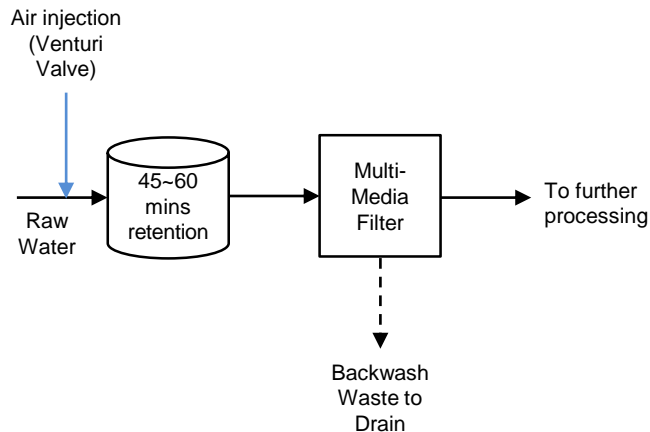 Air injection
(Venturi
Valve)
Raw
Water
45~60
mins
retention
Multi-
Media
Filter
To further
processing
Backwash
Waste to
Drain